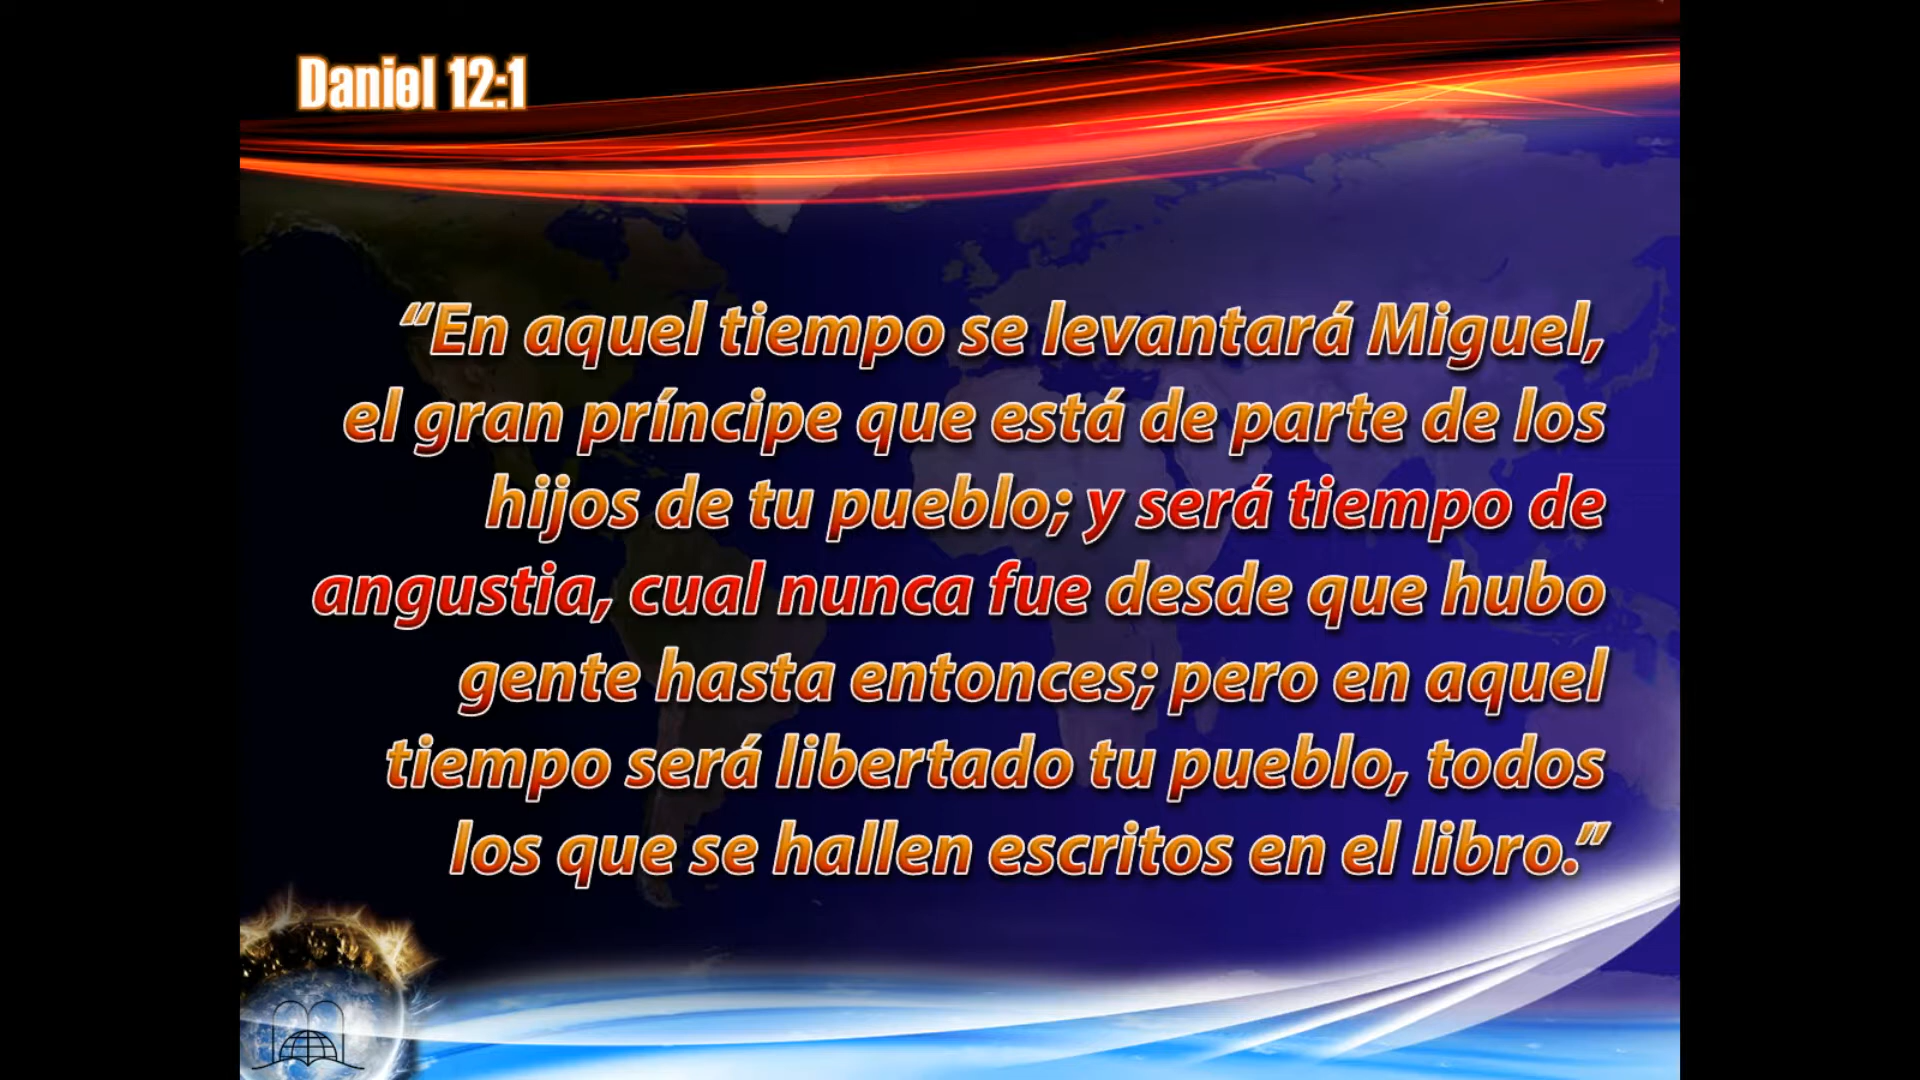 Daniel 12:1
“En aquel tiempo se levantará Miguel,
el gran príncipe que está de parte de los
hijos de tu pueblo; y será tiempo de
angustia, cual nunca fue desde que hubo
gente hasta entonces; pero en aquel
tiempo será libertado tu pueblo, todos
los que se hallen escritos en el libro.”